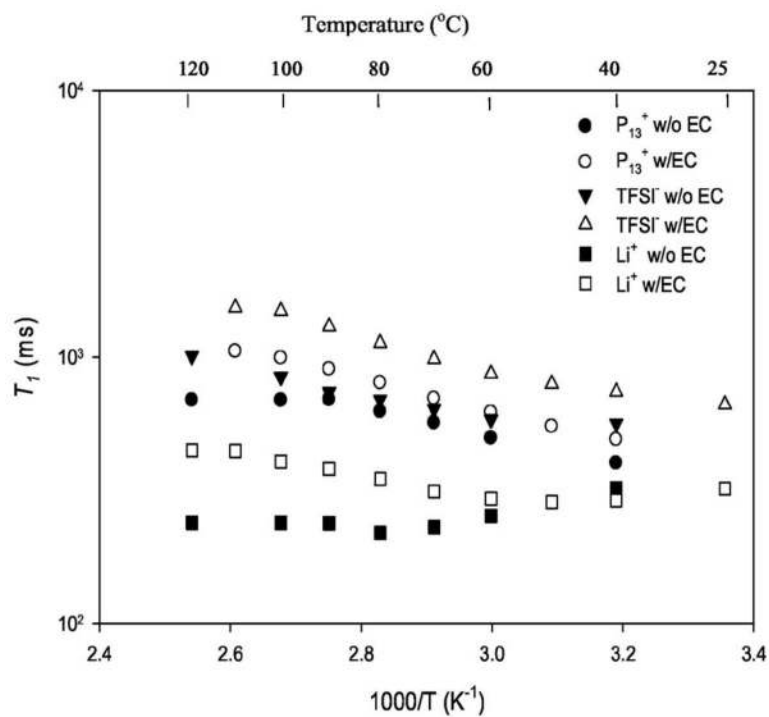 Temperature (°C)
120 100 80 60 40 25
10⁴
P₁₃⁺ w/o EC
P₁₃⁺ w/EC
TFSI⁻ w/o EC
TFSI⁻ w/EC
Li⁺ w/o EC
Li⁺ w/EC
10³
T₁ (ms)
10²
2.4 2.6 2.8 3.0 3.2 3.4
1000/T (K⁻¹)